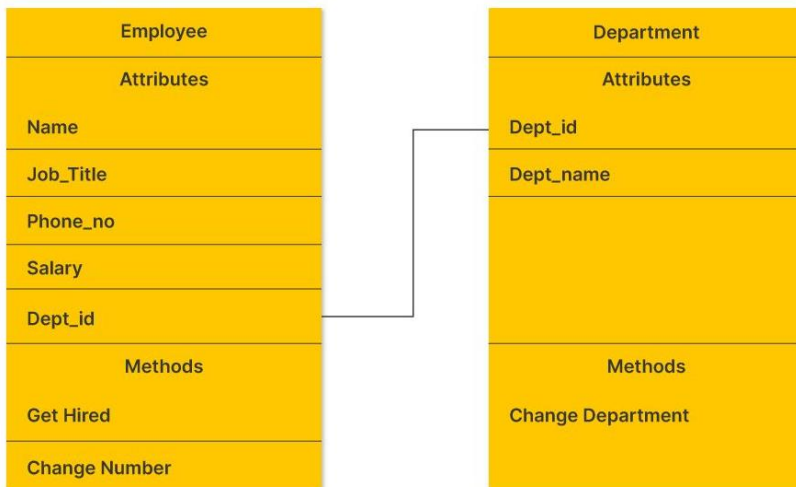 Employee
Attributes
Name
Job_Title
Phone_no
Salary
Dept_id
Methods
Get Hired
Change Number
Department
Attributes
Dept_id
Dept_name
Methods
Change Department